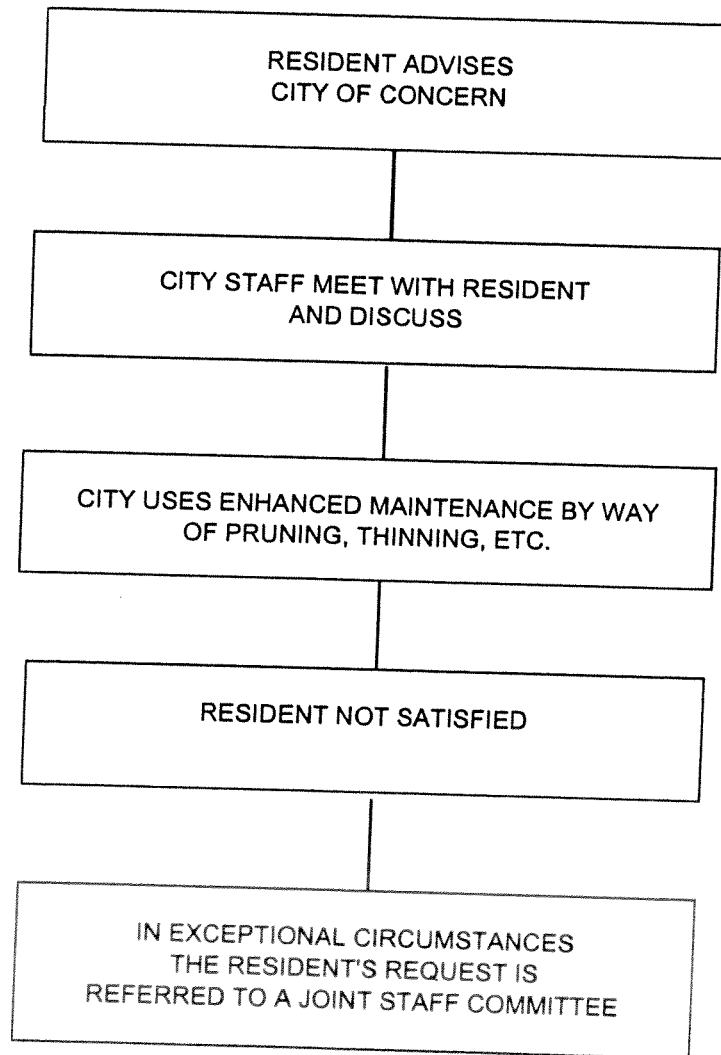 RESIDENT ADVISES
CITY OF CONCERN
CITY STAFF MEET WITH RESIDENT
AND DISCUSS
CITY USES ENHANCED MAINTENANCE BY WAY
OF PRUNING, THINNING, ETC.
RESIDENT NOT SATISFIED
IN EXCEPTIONAL CIRCUMSTANCES
THE RESIDENT'S REQUEST IS
REFERRED TO A JOINT STAFF COMMITTEE